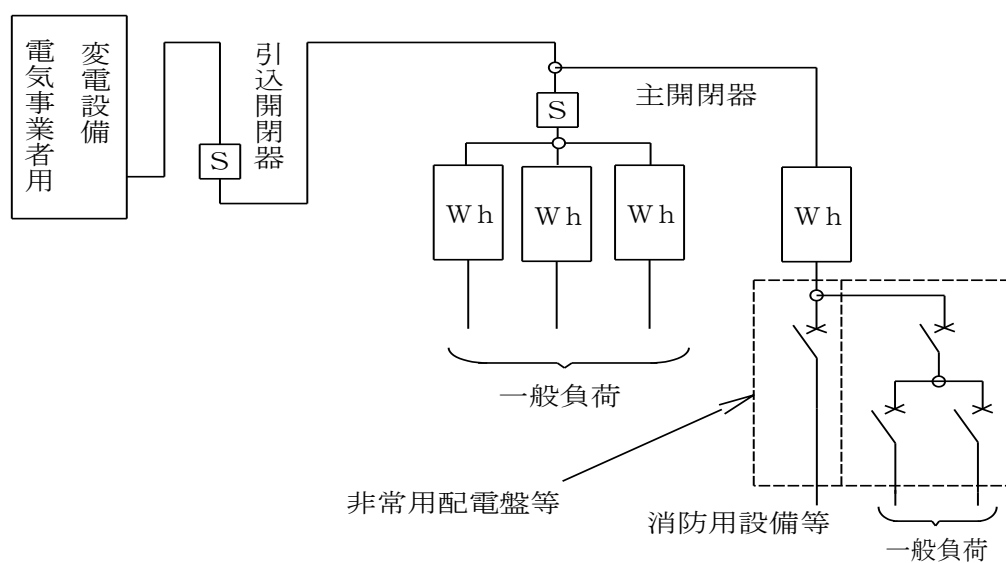 電気事業者用
変電設備
引込開閉器
S
主開閉器
S
Wh
Wh
Wh
Wh
一般負荷
非常用配電盤等
消防用設備等
一般負荷